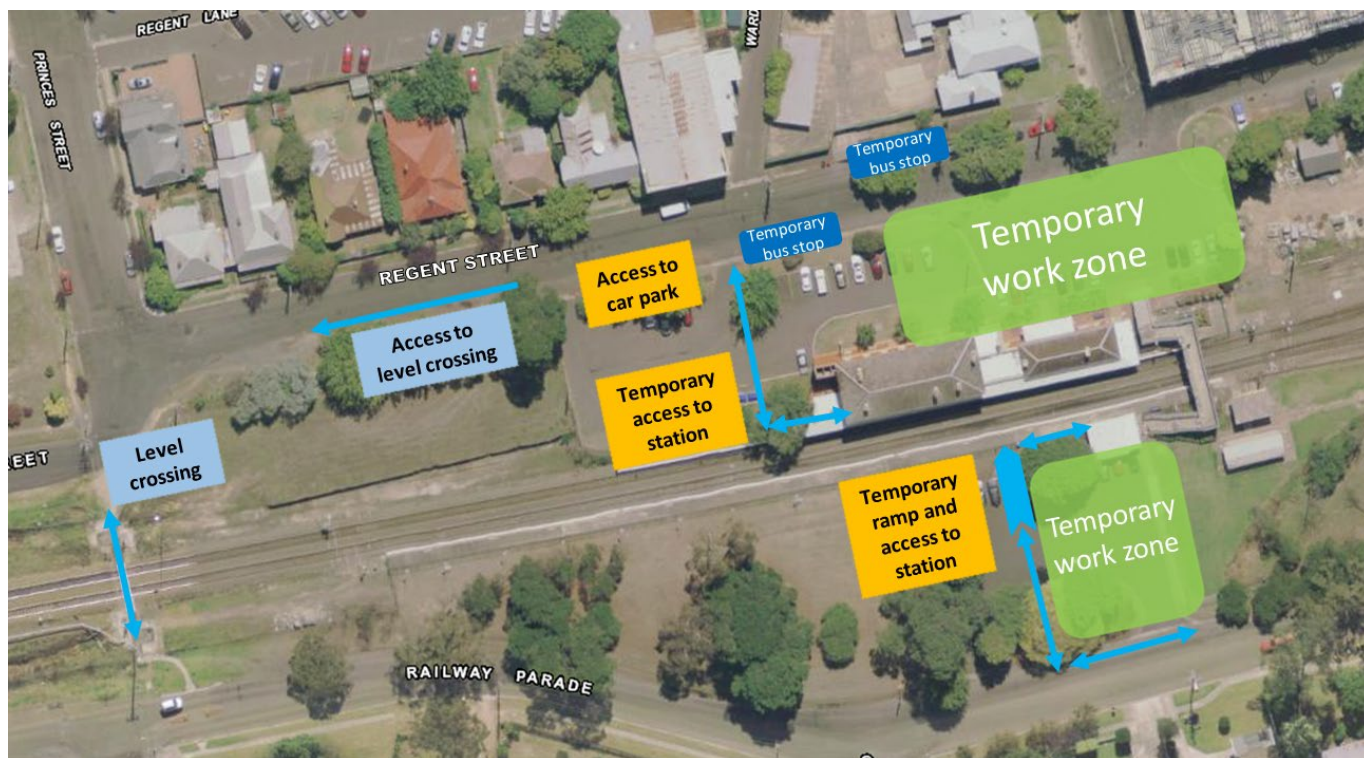 REGENT LANE
WARD
PRINCES STREET
Temporary
bus stop
Temporary
work zone
Temporary
bus stop
REGENT STREET
Access to
car park
Access to
level crossing
Temporary
access to
station
Level
crossing
REET
Temporary
ramp and
access to
station
Temporary
work zone
RAILWAY PARADE